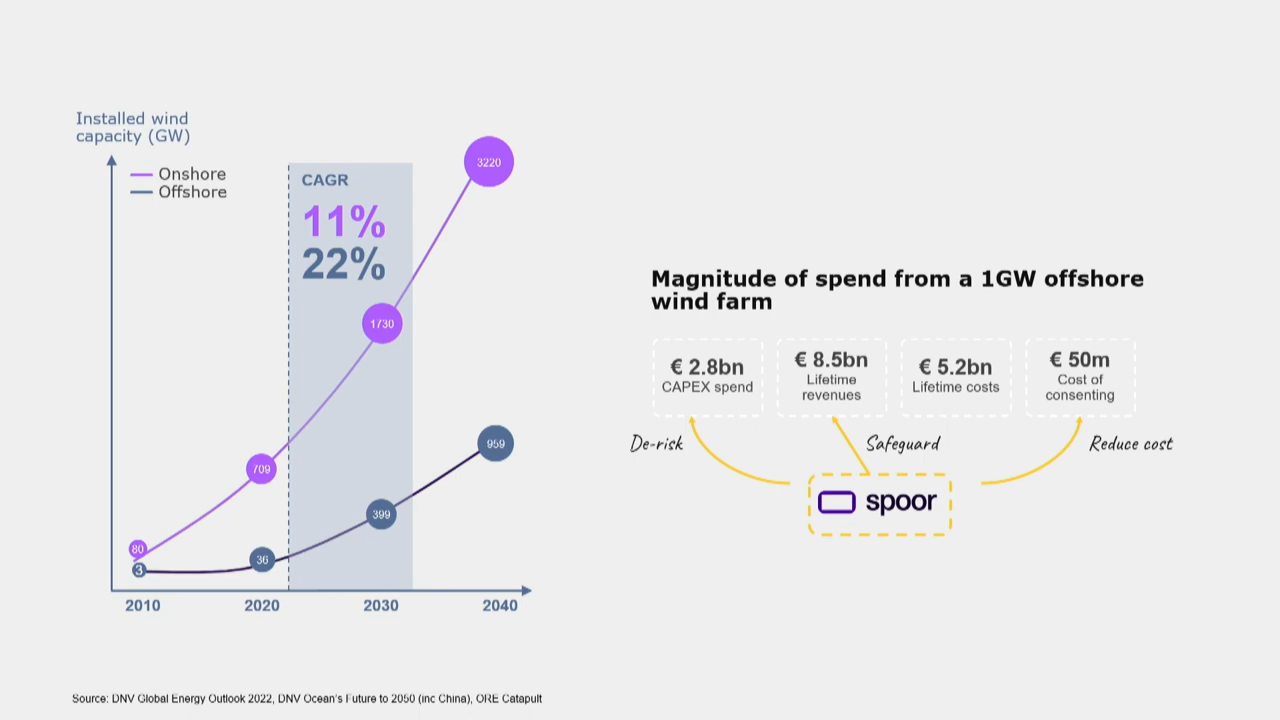 Installed wind
capacity (GW)
Onshore
Offshore
CAGR
11%
22%
3220
1730
709
80
959
399
36
3
2010 2020 2030 2040
Magnitude of spend from a 1GW offshore
wind farm
€ 2.8bn
CAPEX spend
€ 8.5bn
Lifetime
revenues
€ 5.2bn
Lifetime costs
€ 50m
Cost of
consenting
De-risk
Safeguard
Reduce cost
spoor
Source: DNV Global Energy Outlook 2022, DNV Ocean's Future to 2050 (inc China), ORE Catapult